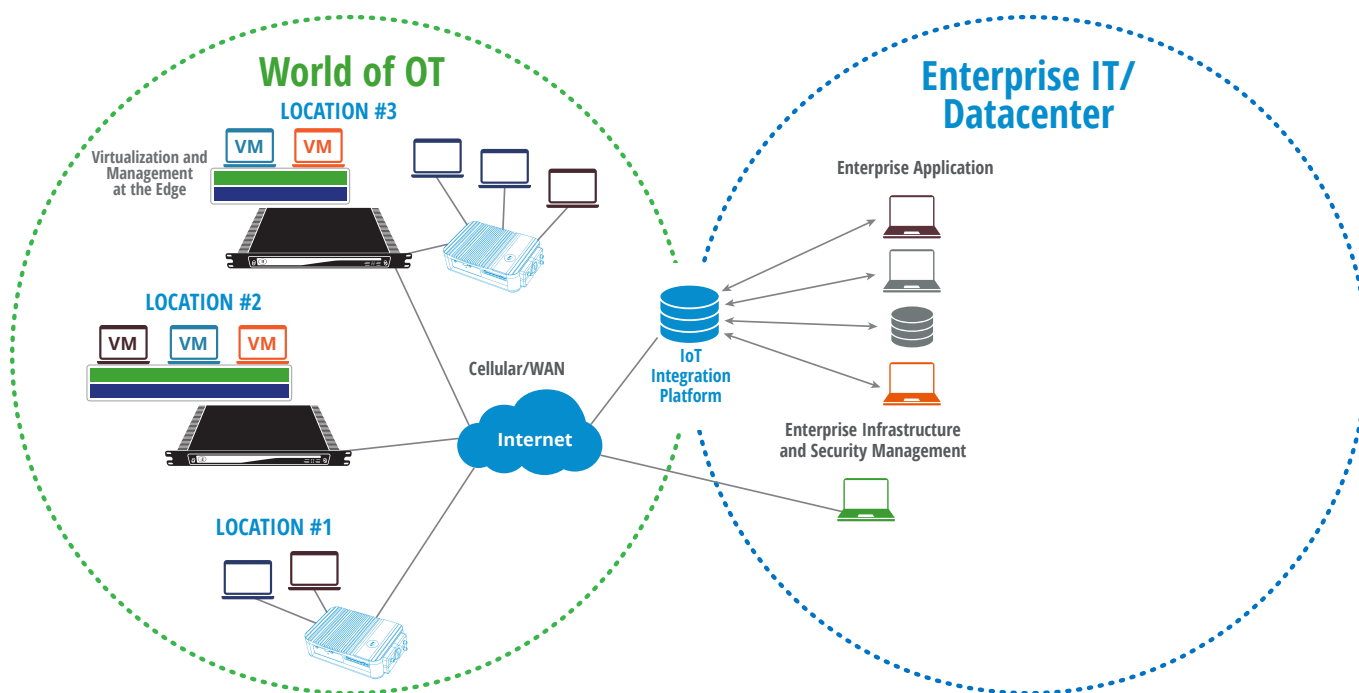 World of OT
LOCATION #3
VM
VM
Virtualization and
Management
at the Edge
LOCATION #2
VM
VM
VM
Cellular/WAN
Internet
LOCATION #1
IoT
Integration
Platform
Enterprise IT/
Datacenter
Enterprise Application
Enterprise Infrastructure
and Security Management